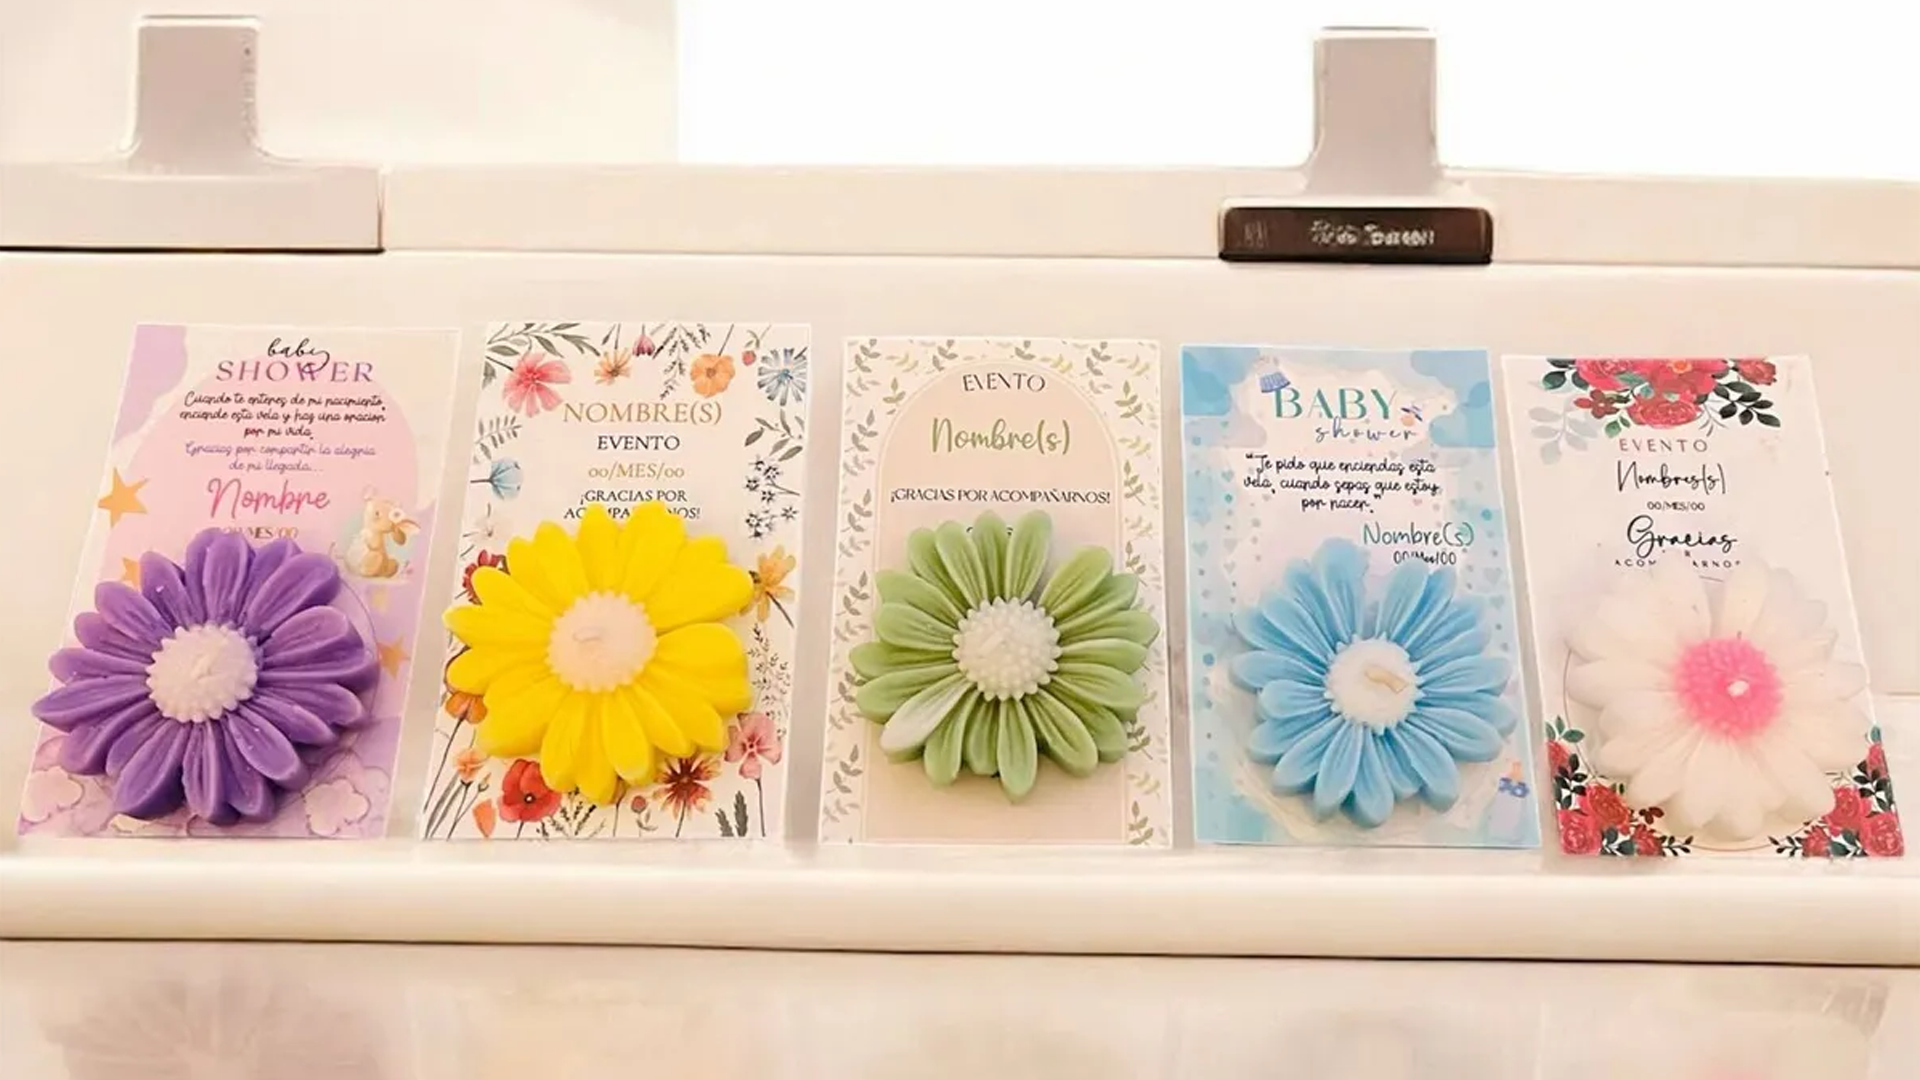 baby
SHOWER
Cuando te enteres de mi nacimiento,
enciende esta vela y haz una oración
por mi vida.
Gracias por compartir la alegría
de mi llegada...
Nombre
/MES/00
NOMBRE(S)
EVENTO
00/MES/00
¡GRACIAS POR
EVENTO
Nombre(s)
¡GRACIAS POR ACOMPAÑARNOS!
BABY
shower
"Te pido que enciendas esta
vela, cuando sepas que estoy
por nacer."
Nombre(s)
00/Mes/00
EVENTO
Nombres(s)
00/MES/00
Gracias